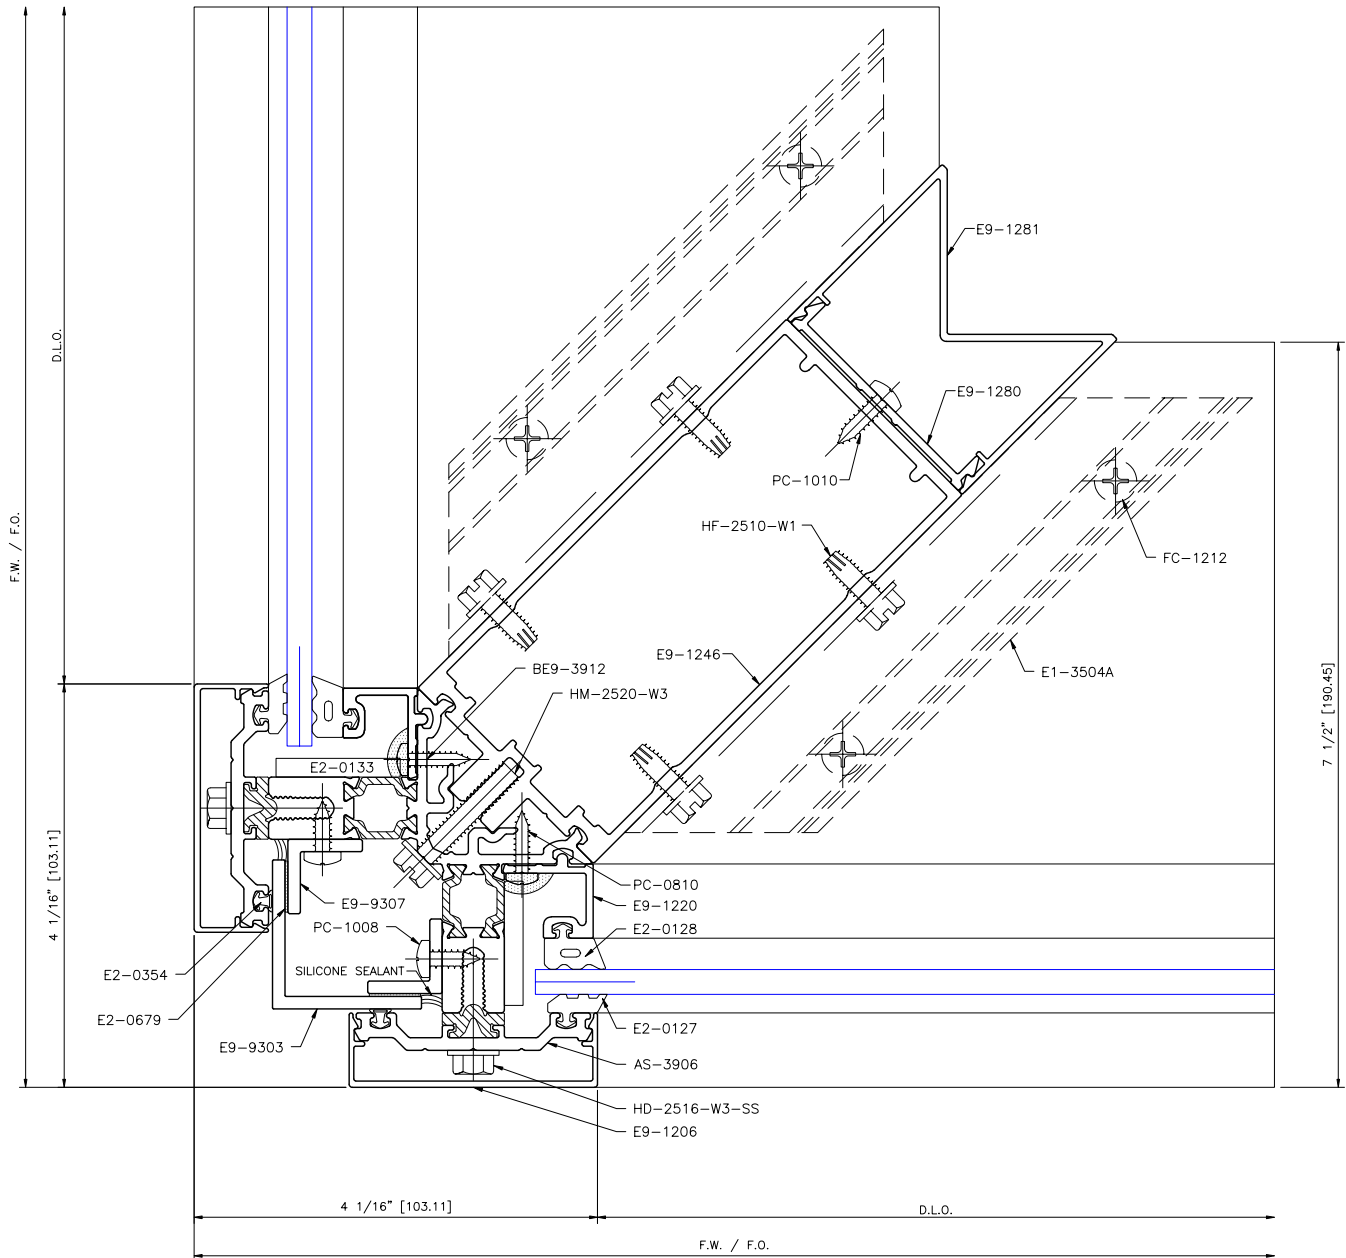 E9-1281
D.L.O.
E9-1280
PC-1010
HF-2510-W1
FC-1212
F.W. / F.O.
E9-1246
BE9-3912
E1-3504A
HM-2520-W3
7 1/2" [190.45]
E2-0133
4 1/16" [103.11]
PC-0810
E9-9307
E9-1220
PC-1008
E2-0128
SILICONE SEALANT
E2-0354
E2-0679
E2-0127
E9-9303
AS-3906
HD-2516-W3-SS
E9-1206
4 1/16" [103.11]
D.L.O.
F.W. / F.O.